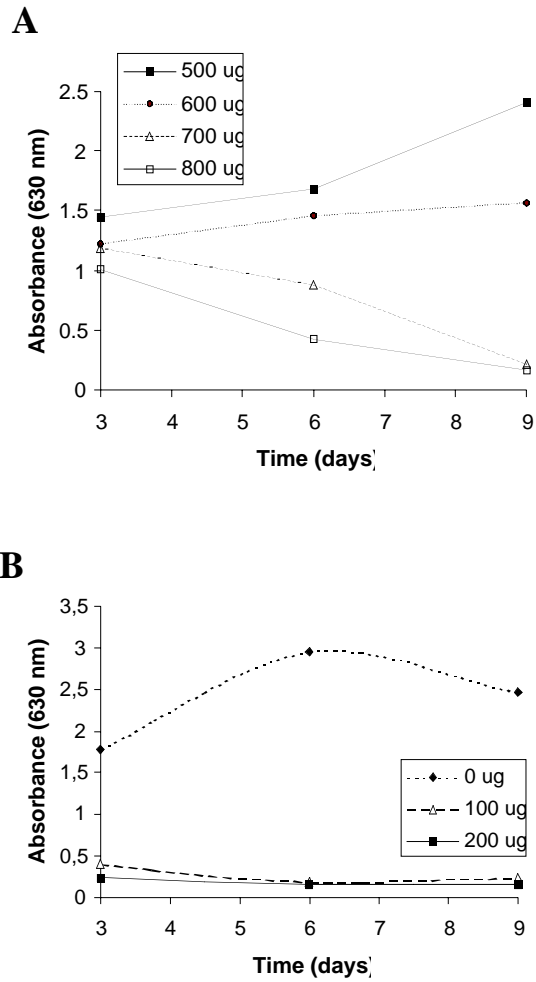 A
500 ug
600 ug
700 ug
800 ug
2.5
2
1.5
1
0.5
0
Absorbance (630 nm)
3 4 5 6 7 8 9
Time (days)
B
3,5
3
2,5
2
1,5
1
0,5
0
Absorbance (630 nm)
0 ug
100 ug
200 ug
3 4 5 6 7 8 9
Time (days)